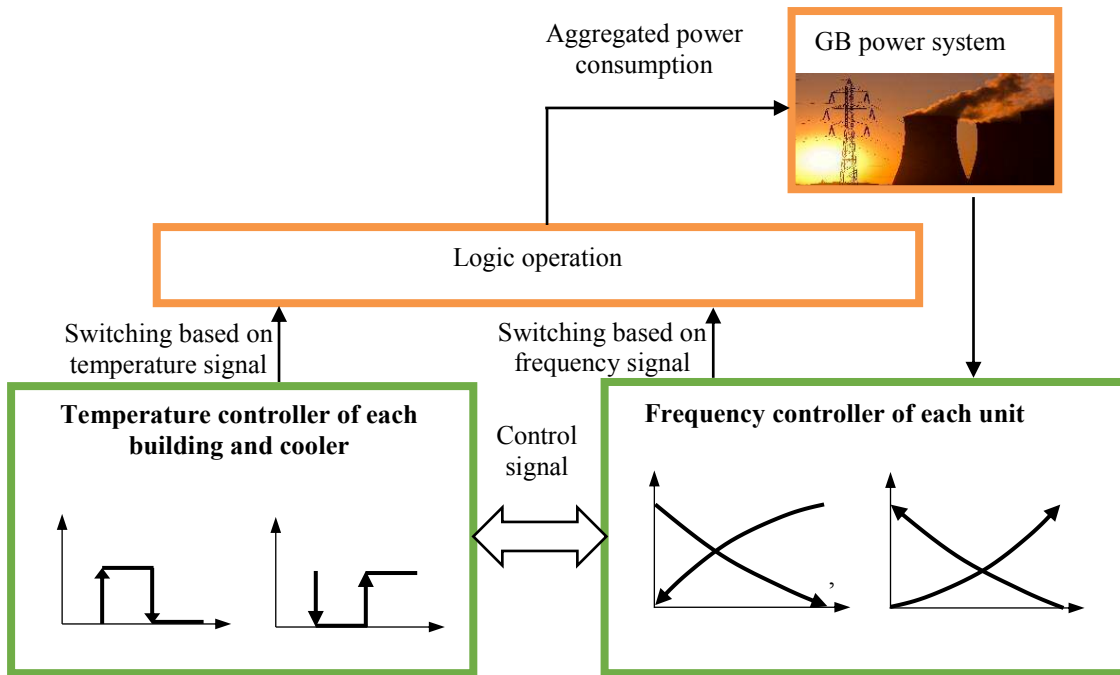 Aggregated power
consumption
GB power system
Logic operation
Switching based on
temperature signal
Switching based on
frequency signal
Temperature controller of each
building and cooler
Control
signal
Frequency controller of each unit
,